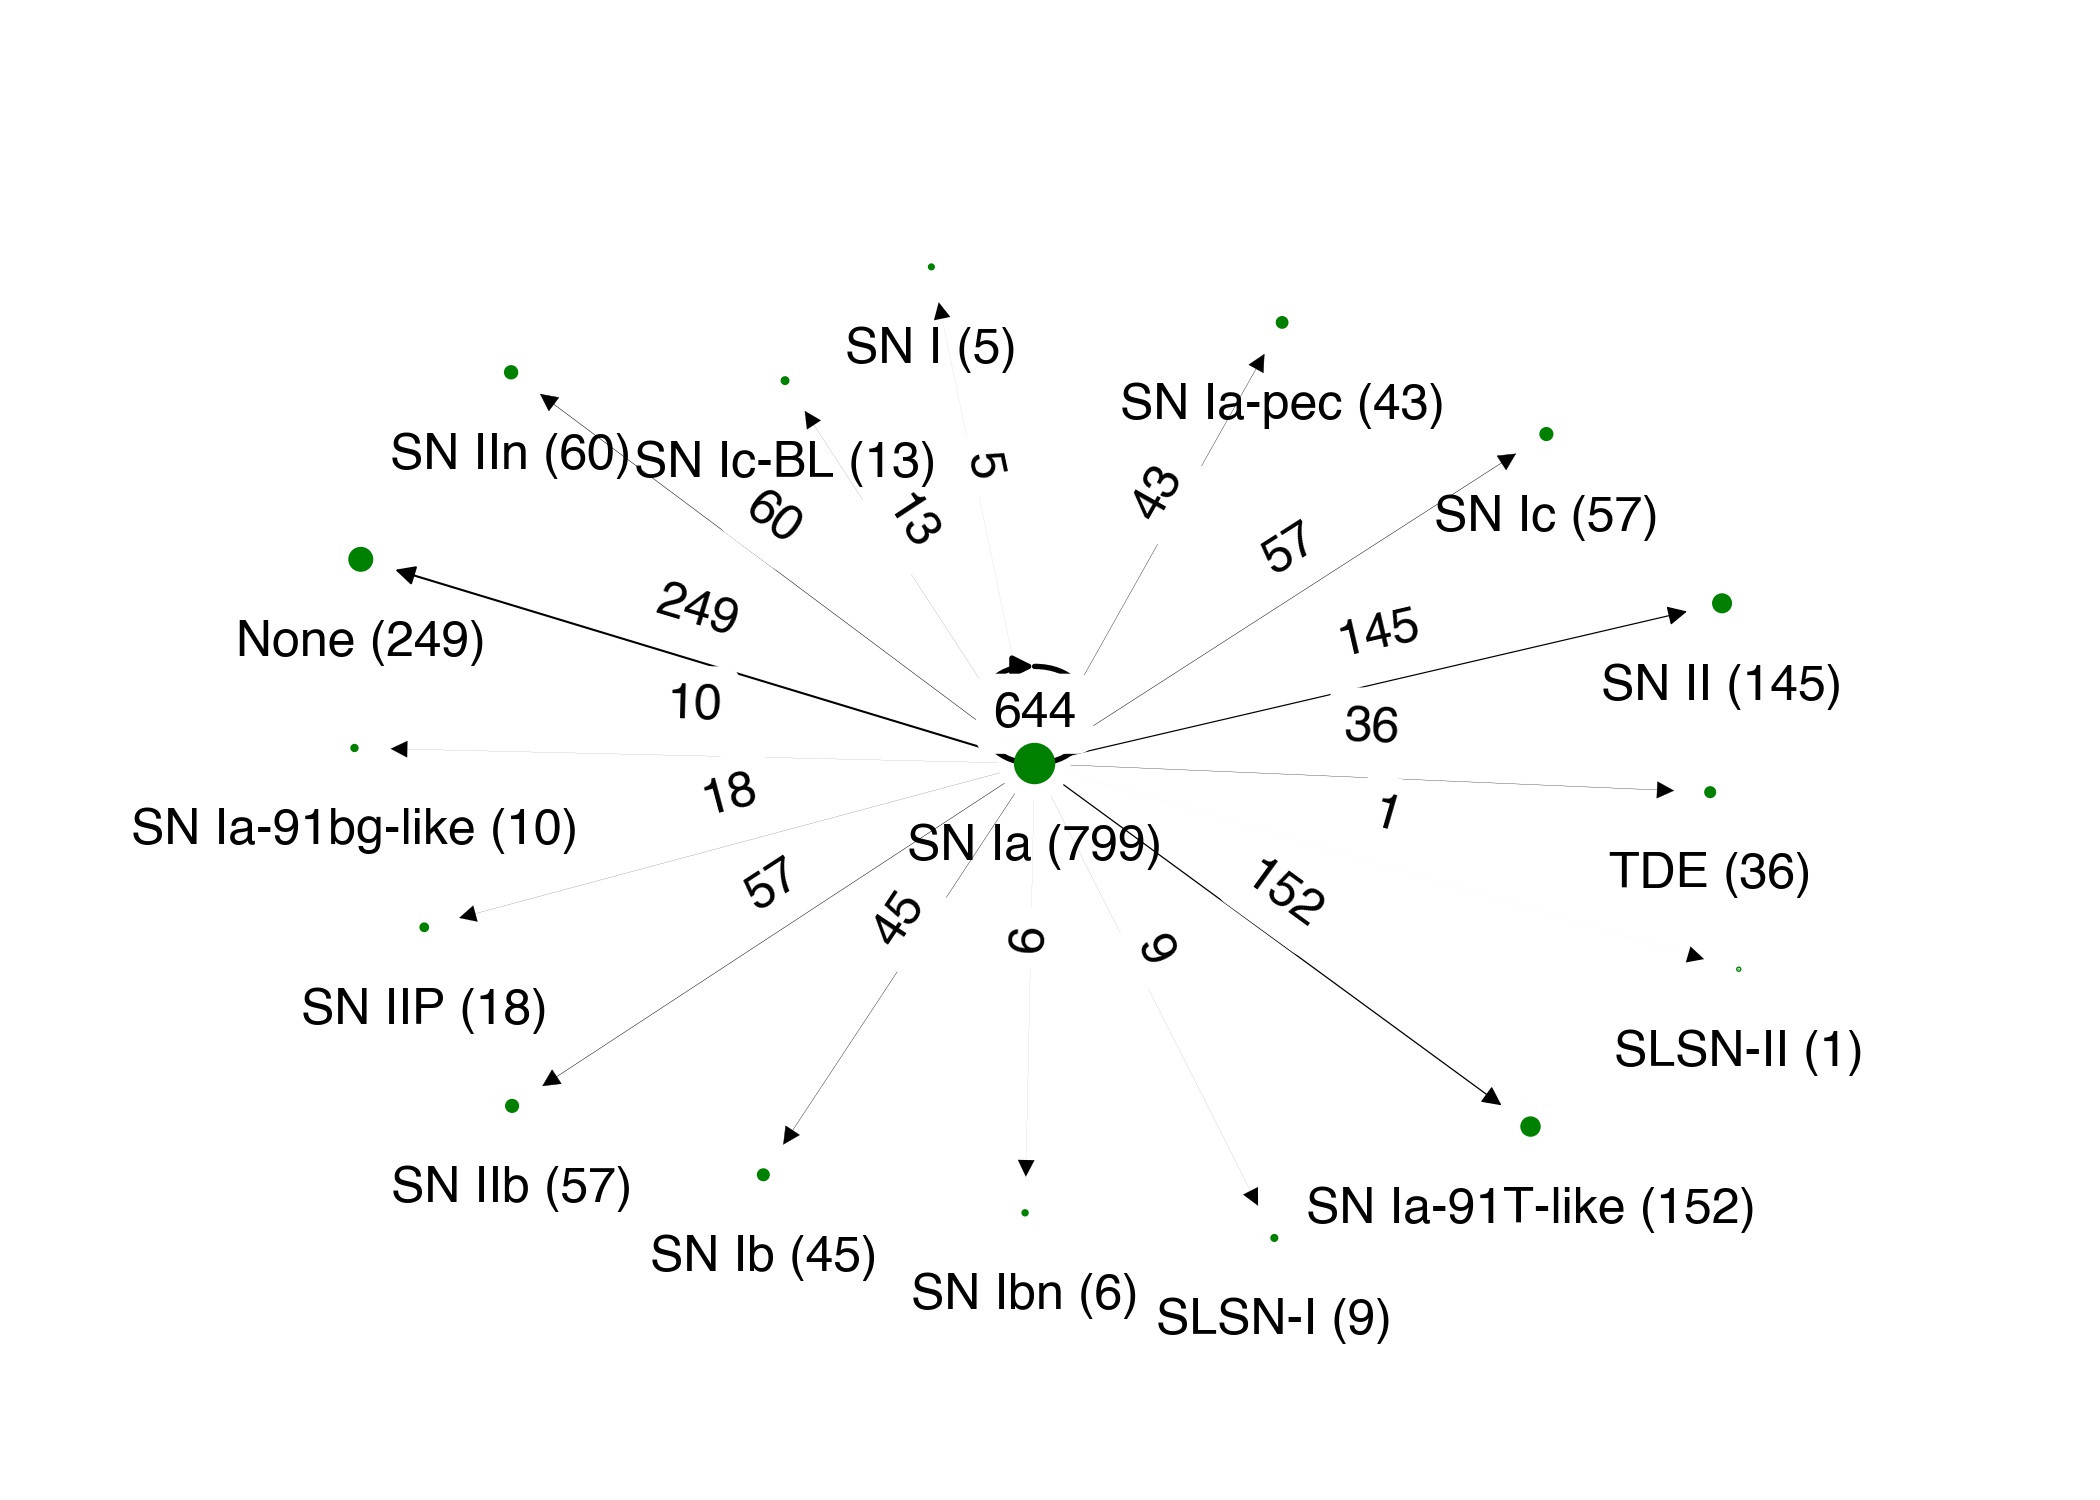 SN I (5)
SN Ia-pec (43)
SN IIn (60)
SN Ic-BL (13)
5
43
SN Ic (57)
60
13
57
249
145
None (249)
SN II (145)
10
644
36
18
1
SN Ia-91bg-like (10)
SN Ia (799)
TDE (36)
57
45
6
9
152
SN IIP (18)
SLSN-II (1)
SN IIb (57)
SN Ia-91T-like (152)
SN Ib (45)
SN Ibn (6)
SLSN-I (9)